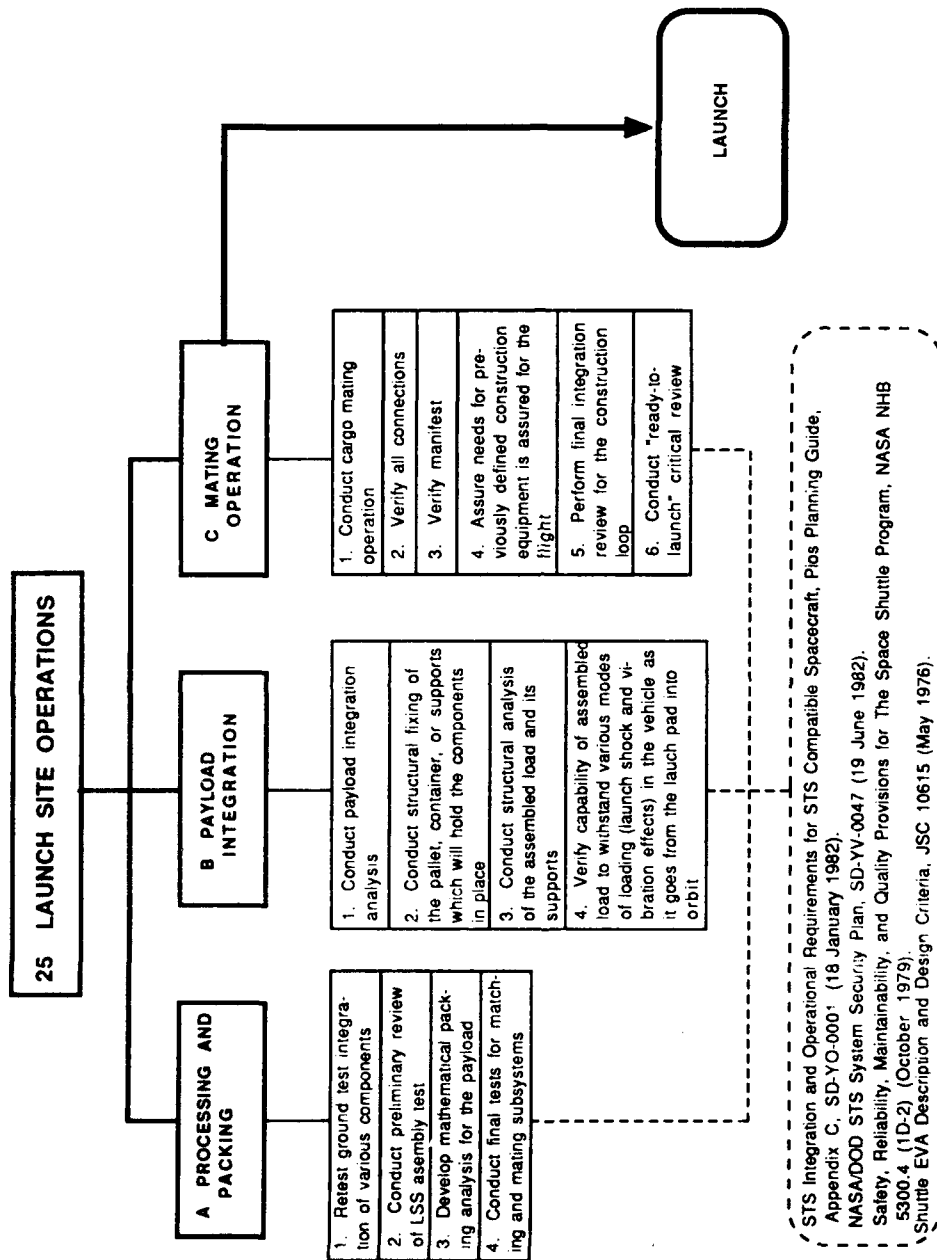 25 LAUNCH SITE OPERATIONS
A PROCESSING AND
PACKING
1. Retest ground test integra-
tion of various components
2. Conduct preliminary review
of LSS asembly test
3. Develop mathematical pack-
ing analysis for the payload
4. Conduct final tests for match-
ing and mating subsystems
B PAYLOAD
INTEGRATION
1. Conduct payload integration
analysis
2. Conduct structural fixing of
the pallet, container, or supports
which will hold the components
in place
3. Conduct structural analysis
of the assembled load and its
supports
4. Verify capability of assembled
load to withstand various modes
of loading (launch shock and vi-
bration effects) in the vehicle as
it goes from the lauch pad into
orbit
C MATING
OPERATION
1. Conduct cargo mating
operation
2. Verify all connections
3. Verify manifest
4. Assure needs for pre-
viously defined construction
equipment is assured for the
flight
5. Perform final integration
review for the construction
loop
6. Conduct "ready-to-
launch" critical review
LAUNCH
STS Integration and Operational Requirements for STS Compatible Spacecraft, Plos Planning Guide,
Appendix C, SD-YO-0001 (18 January 1982).
NASA/DOD STS System Security Plan, SD-YV-0047 (19 June 1982).
Safety, Reliability, Maintainability, and Quality Provisions for The Space Shuttle Program, NASA NHB
5300.4 (1D-2) (October 1979).
Shuttle EVA Description and Design Criteria, JSC 10615 (May 1976).